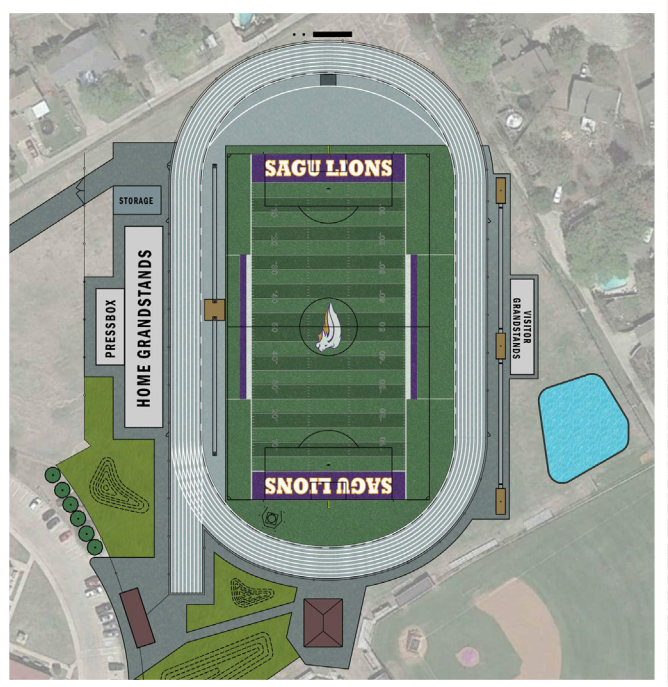 SAGU LIONS
STORAGE
HOME GRANDSTANDS
PRESSBOX
VISITOR
GRANDSTANDS
SAGU LIONS